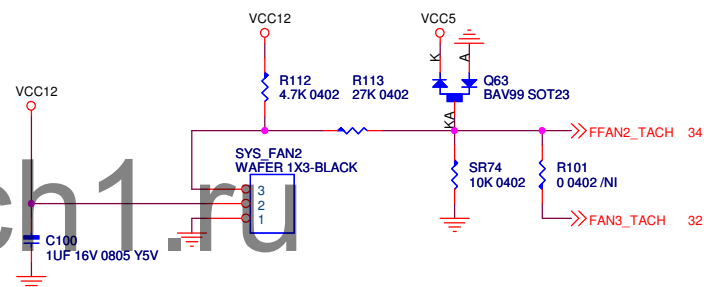 VCC12
VCC5
K
A
R112
4.7K 0402
R113
27K 0402
Q63
BAV99 SOT23
VCC12
KA
FFAN2_TACH 34
SYS_FAN2
WAFER 1X3-BLACK
SR74
10K 0402
R101
0 0402 /NI
3
2
1
FAN3_TACH 32
ch1.ru
C100
1UF 16V 0805 Y5V